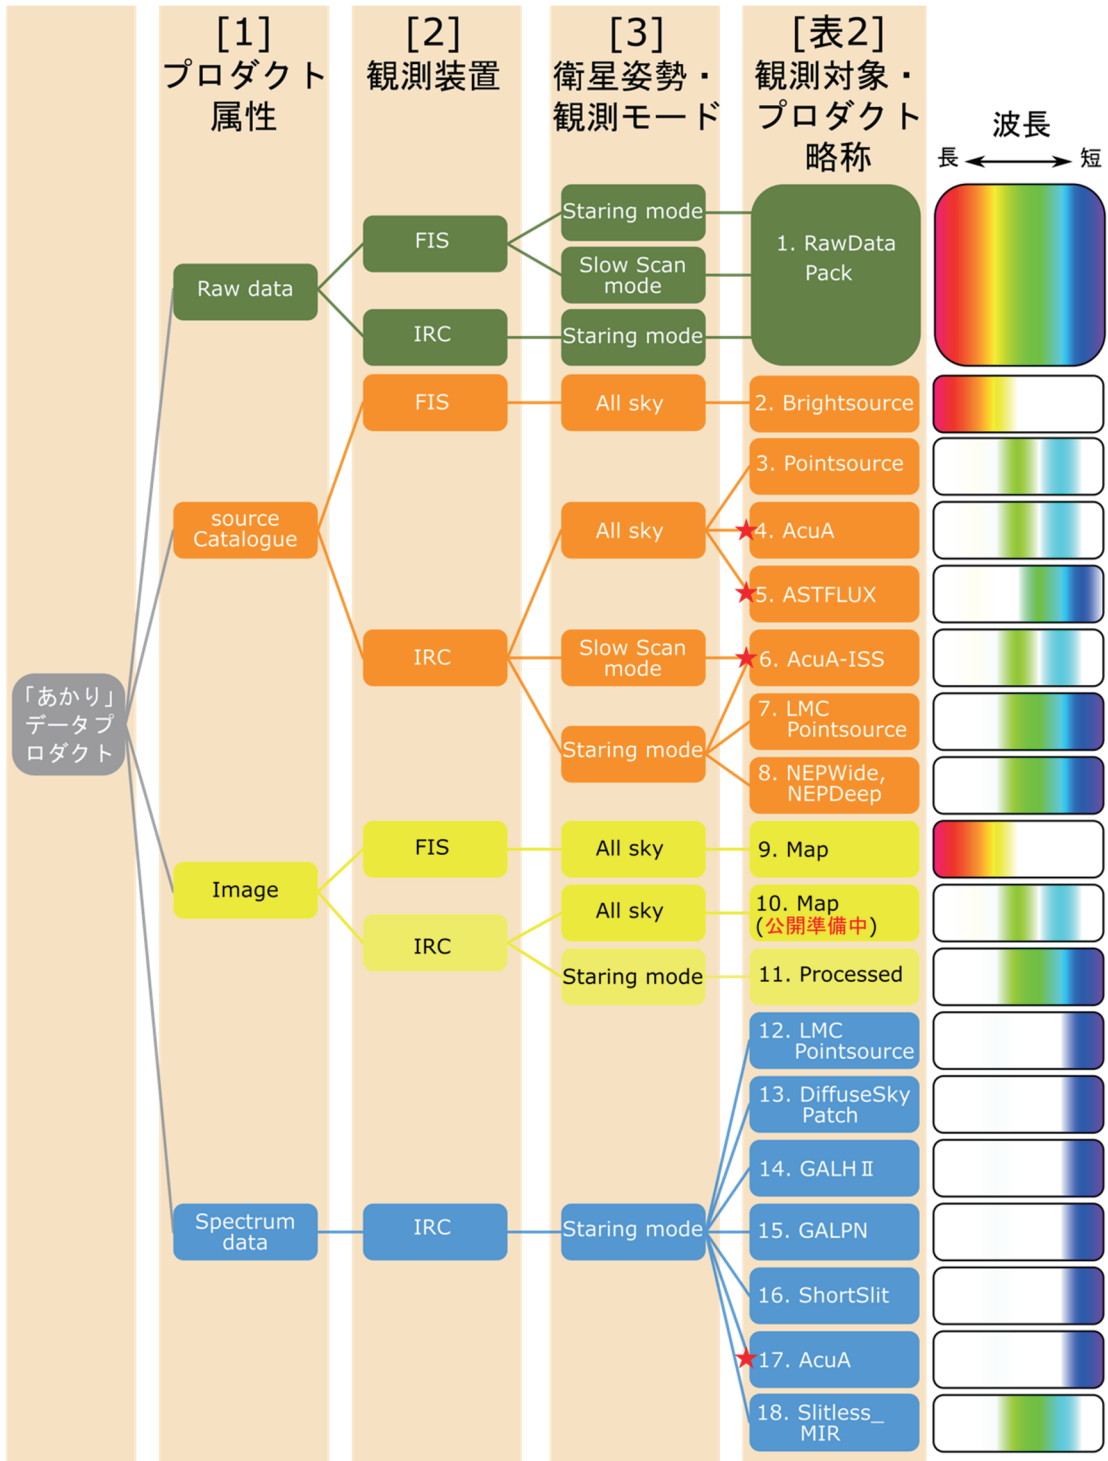 [1]
プロダクト
属性
[2]
観測装置
[3]
衛星姿勢・
観測モード
[表2]
観測対象・
プロダクト
略称
波長
長
短
「あかり」
データプ
ロダクト
Raw data
FIS
Staring mode
Slow Scan
mode
IRC
Staring mode
1. RawData
Pack
source
Catalogue
FIS
All sky
2. Brightsource
IRC
All sky
3. Pointsource
★4. AcuA
★5. ASTFLUX
Slow Scan
mode
★6. AcuA-ISS
Staring mode
7. LMC
Pointsource
8. NEPWide,
NEPDeep
Image
FIS
All sky
9. Map
IRC
All sky
10. Map
(公開準備中)
Staring mode
11. Processed
Spectrum
data
IRC
Staring mode
12. LMC
Pointsource
13. DiffuseSky
Patch
14. GALHⅡ
15. GALPN
16. ShortSlit
★17. AcuA
18. Slitless_
MIR